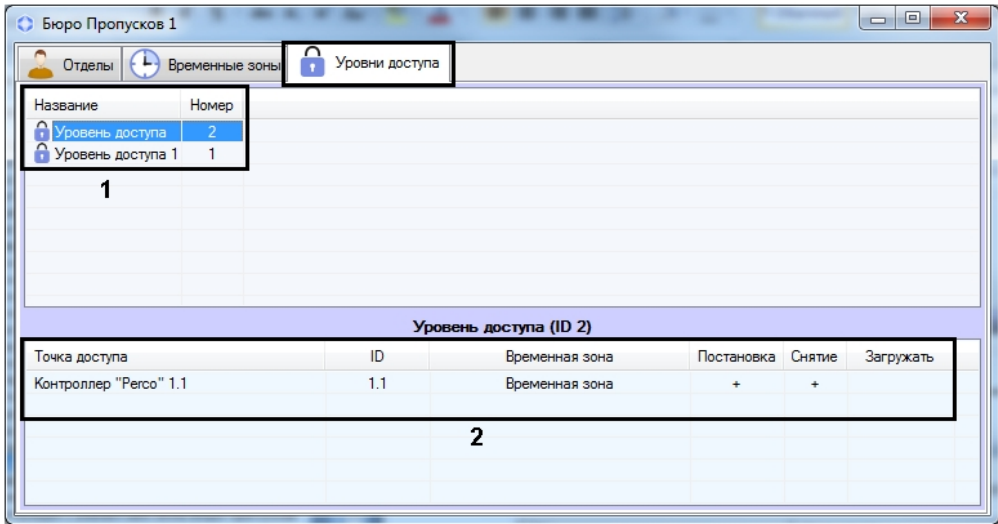 Бюро Пропусков 1
Отделы Временные зоны Уровни доступа
Название Номер
Уровень доступа 2
Уровень доступа 1 1
1
Уровень доступа (ID 2)
Точка доступа ID Временная зона Постановка Снятие Загружать
Контроллер "Perco" 1.1 1.1 Временная зона + +
2